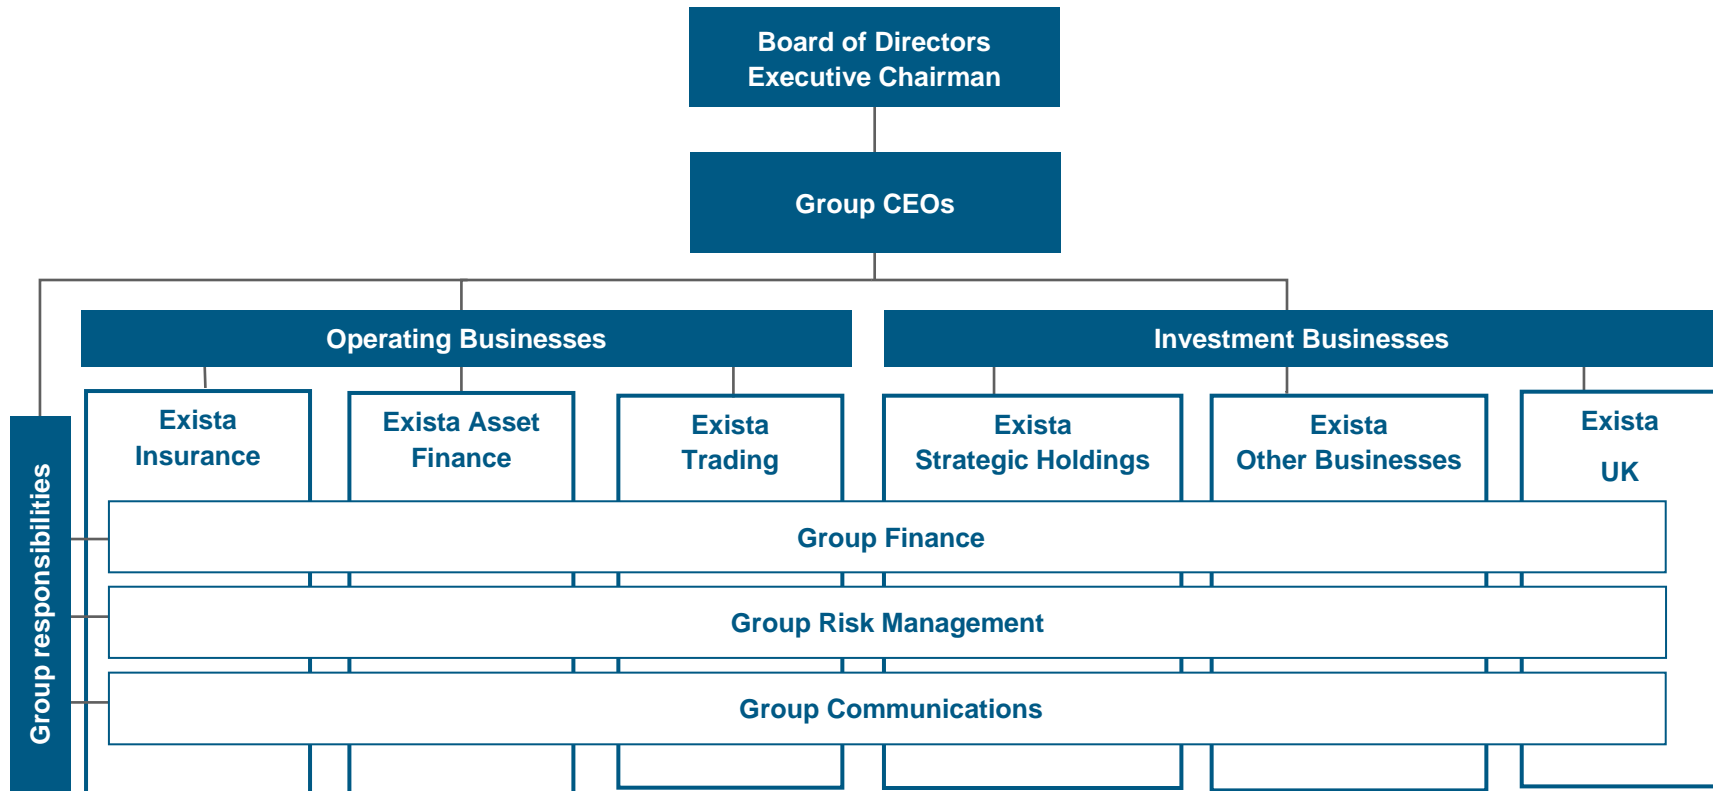 Board of Directors
Executive Chairman
Group CEOs
Operating Businesses
Investment Businesses
Exista
Insurance
Exista Asset
Finance
Exista
Trading
Exista
Strategic Holdings
Exista
Other Businesses
Exista
UK
Group responsibilities
Group Finance
Group Risk Management
Group Communications